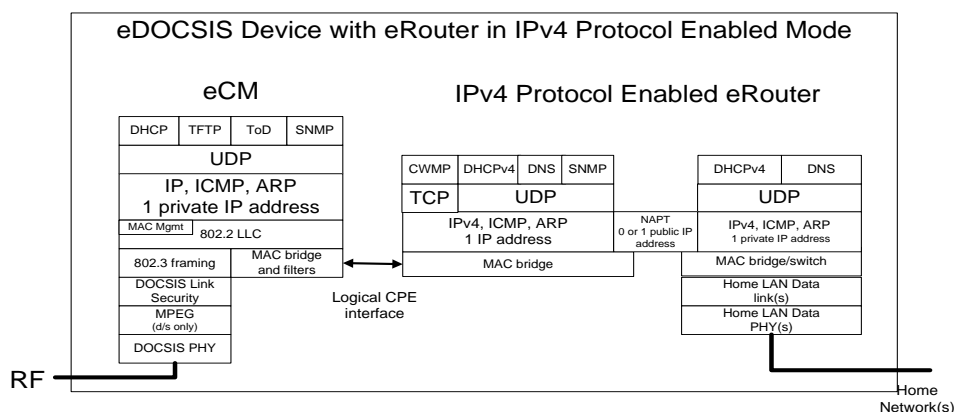 eDOCSIS Device with eRouter in IPv4 Protocol Enabled Mode
eCM
DHCP
TFTP
ToD
SNMP
UDP
IP, ICMP, ARP
1 private IP address
MAC Mgmt
802.2 LLC
802.3 framing
MAC bridge
and filters
DOCSIS Link
Security
MPEG
(d/s only)
DOCSIS PHY
RF
Logical CPE
interface
IPv4 Protocol Enabled eRouter
CWMP
DHCPv4
DNS
SNMP
TCP
UDP
IPv4, ICMP, ARP
1 IP address
MAC bridge
NAPT
0 or 1 public IP
address
DHCPv4
DNS
UDP
IPv4, ICMP, ARP
1 private IP address
MAC bridge/switch
Home LAN Data
link(s)
Home LAN Data
PHY(s)
Home
Network(s)